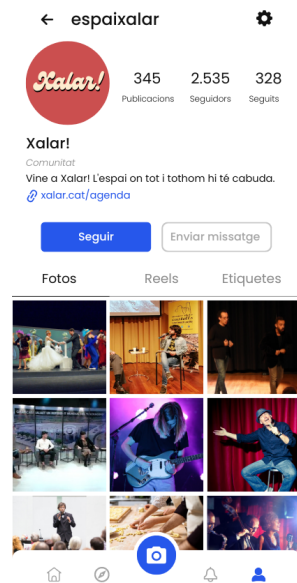 espaixalar
Xalar!
345 2.535 328
Publicacions Seguidors Seguits
Xalar!
Comunitat
Vine a Xalar! L'espai on tot i tothom hi té cabuda.
xalar.cat/agenda
Seguir Enviar missatge
Fotos Reels Etiquetes